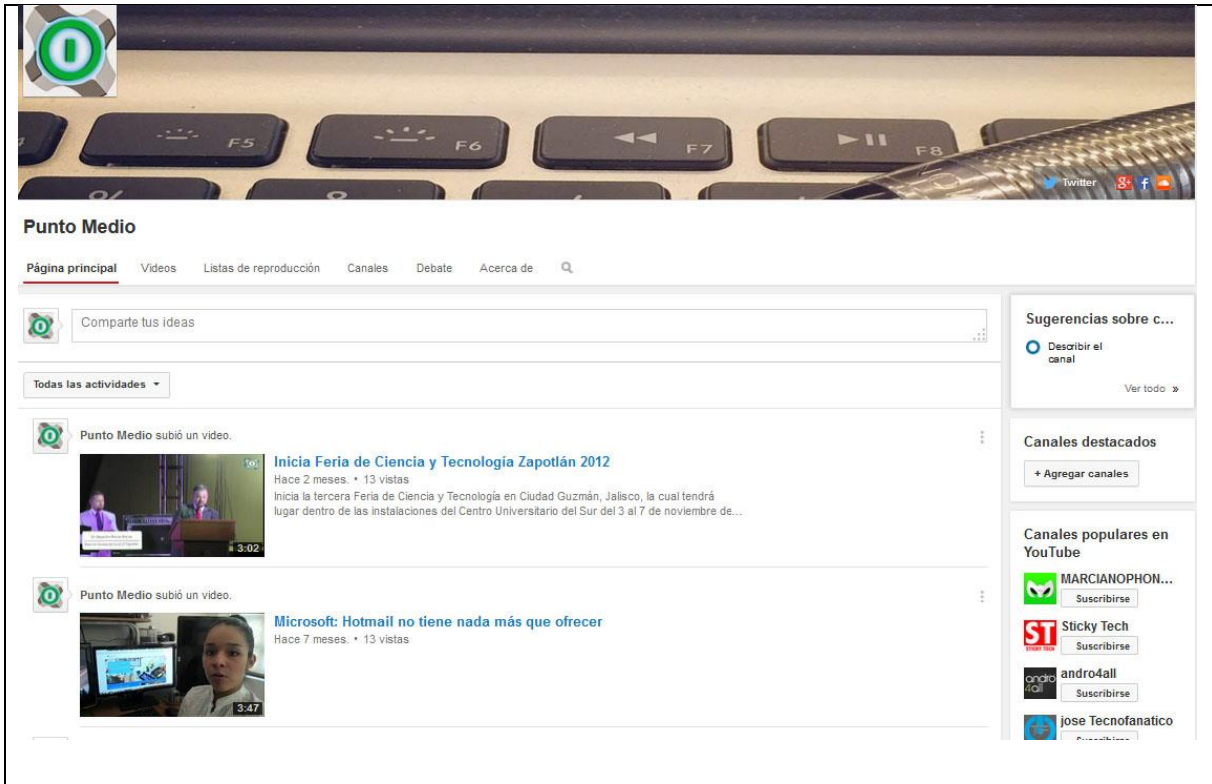 F5
F6
F7
F8
Twitter
Punto Medio
Página principal Videos Listas de reproducción Canales Debate Acerca de
Comparte tus ideas
Todas las actividades
Punto Medio subió un video.
Inicia Feria de Ciencia y Tecnología Zapotlán 2012
Hace 2 meses. • 13 vistas
Inicia la tercera Feria de Ciencia y Tecnología en Ciudad Guzmán, Jalisco, la cual tendrá
lugar dentro de las instalaciones del Centro Universitario del Sur del 3 al 7 de noviembre de...
3:02
Punto Medio subió un video.
Microsoft: Hotmail no tiene nada más que ofrecer
Hace 7 meses. • 13 vistas
3:47
Sugerencias sobre c...
Describir el
canal
Ver todo »
Canales destacados
+ Agregar canales
Canales populares en
YouTube
MARCIANOPHON...
Suscribirse
ST
STICKY TECH
Sticky Tech
Suscribirse
andro
4all
andro4all
Suscribirse
jose Tecnofanatico
Suscribirse